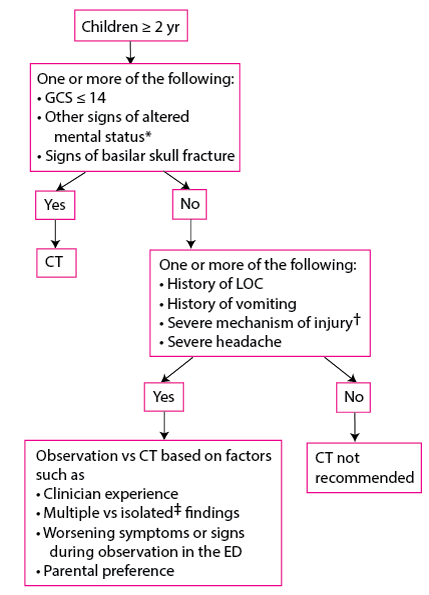 Children ≥ 2 yr
One or more of the following:
• GCS ≤ 14
• Other signs of altered
mental status*
• Signs of basilar skull fracture
Yes
No
CT
One or more of the following:
• History of LOC
• History of vomiting
• Severe mechanism of injury†
• Severe headache
Yes
No
Observation vs CT based on factors
such as
• Clinician experience
• Multiple vs isolated‡ findings
• Worsening symptoms or signs
during observation in the ED
• Parental preference
CT not
recommended